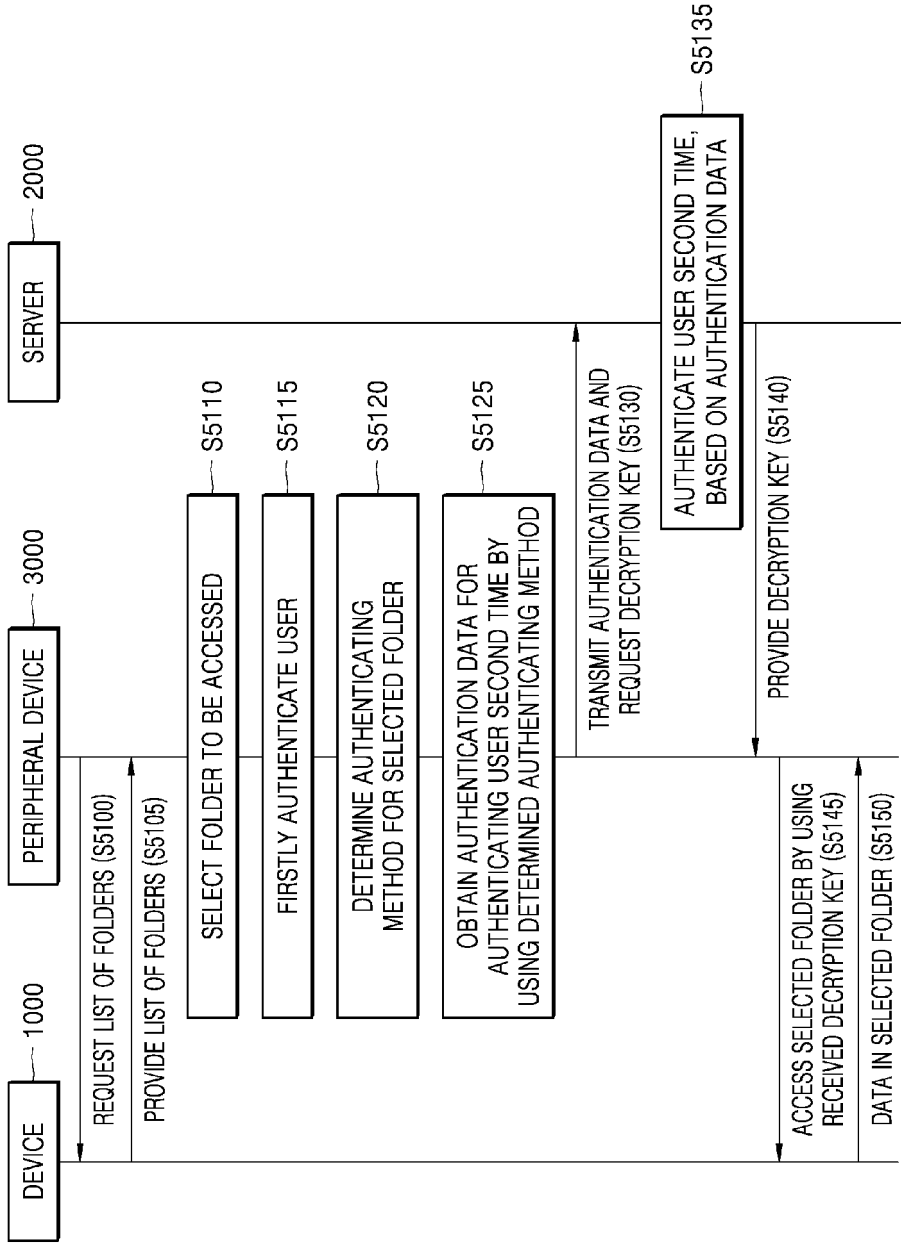 DEVICE
1000
PERIPHERAL DEVICE
3000
SERVER
2000
REQUEST LIST OF FOLDERS (S5100)
PROVIDE LIST OF FOLDERS (S5105)
SELECT FOLDER TO BE ACCESSED
S5110
FIRSTLY AUTHENTICATE USER
S5115
DETERMINE AUTHENTICATING
METHOD FOR SELECTED FOLDER
S5120
OBTAIN AUTHENTICATION DATA FOR
AUTHENTICATING USER SECOND TIME BY
USING DETERMINED AUTHENTICATING METHOD
S5125
TRANSMIT AUTHENTICATION DATA AND
REQUEST DECRYPTION KEY (S5130)
AUTHENTICATE USER SECOND TIME,
BASED ON AUTHENTICATION DATA
S5135
PROVIDE DECRYPTION KEY (S5140)
ACCESS SELECTED FOLDER BY USING
RECEIVED DECRYPTION KEY (S5145)
DATA IN SELECTED FOLDER (S5150)